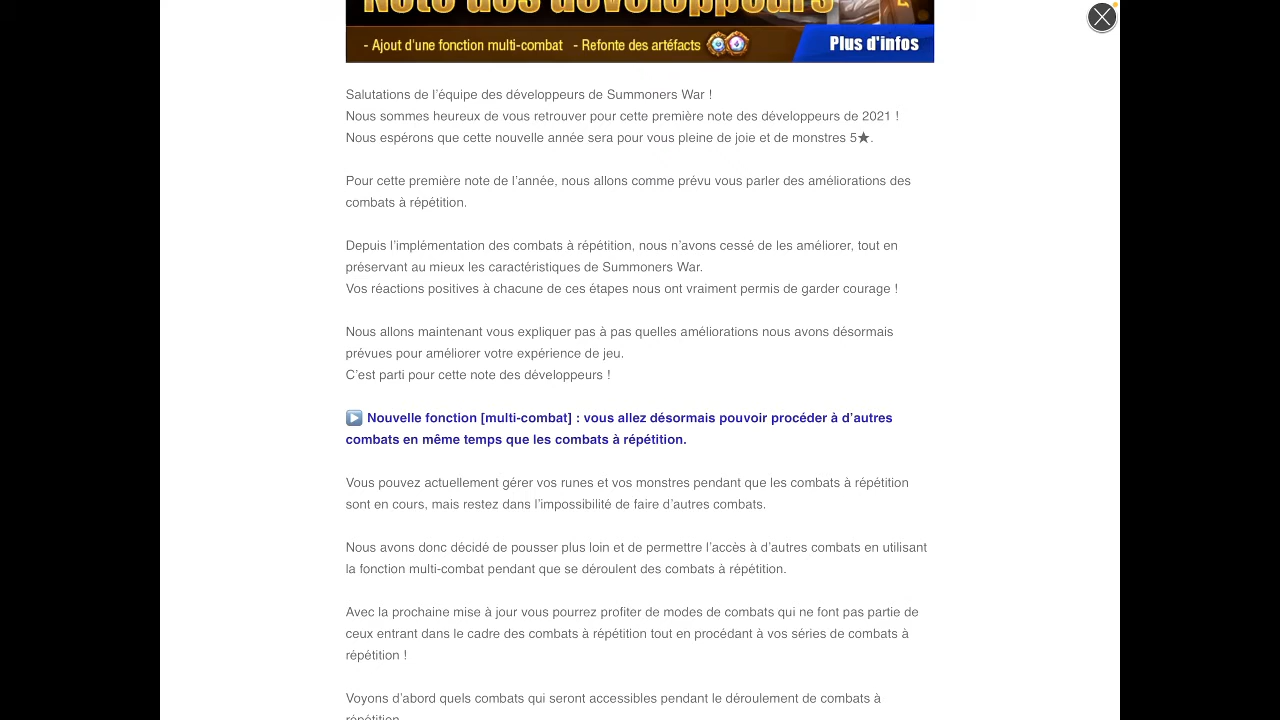 Note des développeurs
- Ajout d'une fonction multi-combat - Refonte des artéfacts
Plus d'infos
Salutations de l’équipe des développeurs de Summoners War !
Nous sommes heureux de vous retrouver pour cette première note des développeurs de 2021 !
Nous espérons que cette nouvelle année sera pour vous pleine de joie et de monstres 5★.
Pour cette première note de l’année, nous allons comme prévu vous parler des améliorations des
combats à répétition.
Depuis l’implémentation des combats à répétition, nous n’avons cessé de les améliorer, tout en
préservant au mieux les caractéristiques de Summoners War.
Vos réactions positives à chacune de ces étapes nous ont vraiment permis de garder courage !
Nous allons maintenant vous expliquer pas à pas quelles améliorations nous avons désormais
prévues pour améliorer votre expérience de jeu.
C’est parti pour cette note des développeurs !
▶️ Nouvelle fonction [multi-combat] : vous allez désormais pouvoir procéder à d’autres
combats en même temps que les combats à répétition.
Vous pouvez actuellement gérer vos runes et vos monstres pendant que les combats à répétition
sont en cours, mais restez dans l’impossibilité de faire d’autres combats.
Nous avons donc décidé de pousser plus loin et de permettre l’accès à d’autres combats en utilisant
la fonction multi-combat pendant que se déroulent des combats à répétition.
Avec la prochaine mise à jour vous pourrez profiter de modes de combats qui ne font pas partie de
ceux entrant dans le cadre des combats à répétition tout en procédant à vos séries de combats à
répétition !
Voyons d’abord quels combats qui seront accessibles pendant le déroulement de combats à
répétition.